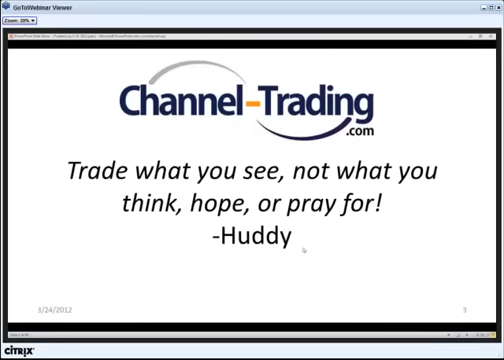 GoToWebinar Viewer
Zoom: 38%
Channel-Trading
.com
Trade what you see, not what you
think, hope, or pray for!
-Huddy
3/24/2012
3
CITRIX